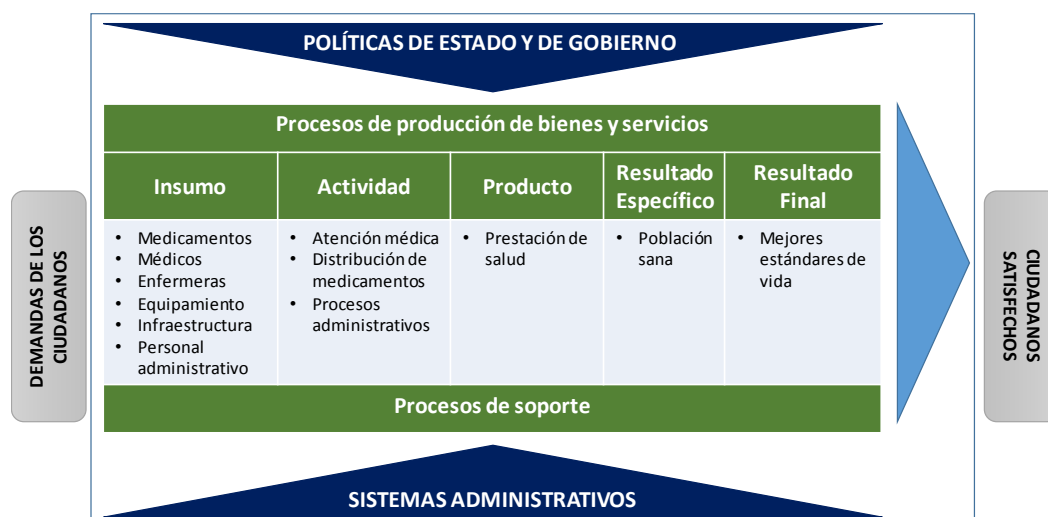 POLÍTICAS DE ESTADO Y DE GOBIERNO
DEMANDAS DE LOS
CIUDADANOS
Procesos de producción de bienes y servicios
Insumo
Actividad
Producto
Resultado
Específico
Resultado
Final
• Medicamentos
• Médicos
• Enfermeras
• Equipamiento
• Infraestructura
• Personal
administrativo
• Atención médica
• Distribución de
medicamentos
• Procesos
administrativos
• Prestación de
salud
• Población
sana
• Mejores
estándares de
vida
Procesos de soporte
CIUDADANOS
SATISFECHOS
SISTEMAS ADMINISTRATIVOS